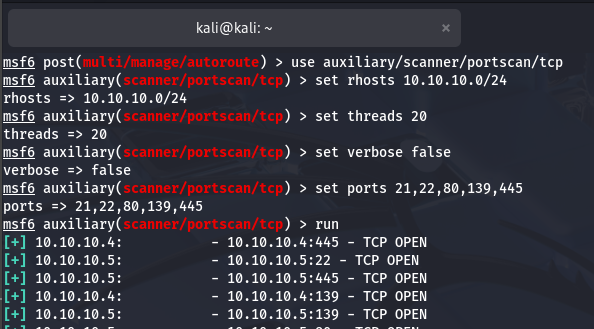 kali@kali: ~
×
msf6 post(multi/manage/autoroute) > use auxiliary/scanner/portscan/tcp
msf6 auxiliary(scanner/portscan/tcp) > set rhosts 10.10.10.0/24
rhosts => 10.10.10.0/24
msf6 auxiliary(scanner/portscan/tcp) > set threads 20
threads => 20
msf6 auxiliary(scanner/portscan/tcp) > set verbose false
verbose => false
msf6 auxiliary(scanner/portscan/tcp) > set ports 21,22,80,139,445
ports => 21,22,80,139,445
msf6 auxiliary(scanner/portscan/tcp) > run
[+] 10.10.10.4: - 10.10.10.4:445 - TCP OPEN
[+] 10.10.10.5: - 10.10.10.5:22 - TCP OPEN
[+] 10.10.10.5: - 10.10.10.5:445 - TCP OPEN
[+] 10.10.10.4: - 10.10.10.4:139 - TCP OPEN
[+] 10.10.10.5: - 10.10.10.5:139 - TCP OPEN